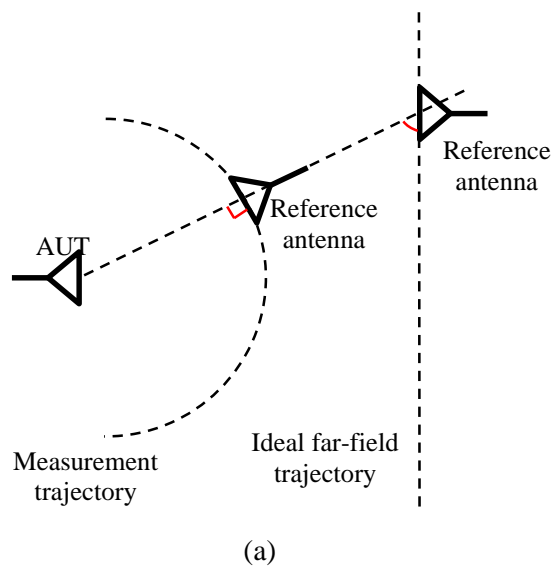 Reference
antenna
AUT
Reference
antenna
Measurement
trajectory
Ideal far-field
trajectory
(a)